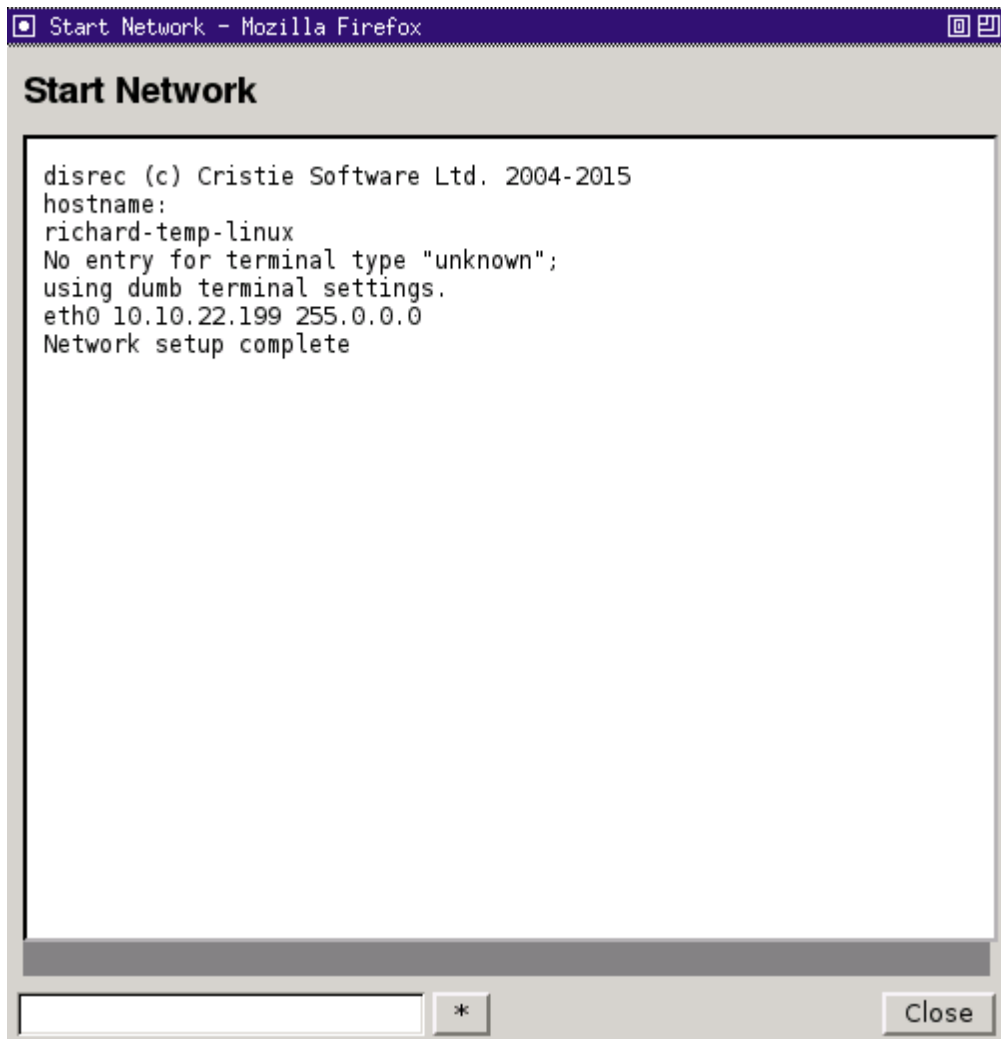 Start Network - Mozilla Firefox
Start Network
disrec (c) Cristie Software Ltd. 2004-2015
hostname:
richard-temp-linux
No entry for terminal type "unknown";
using dumb terminal settings.
eth0 10.10.22.199 255.0.0.0
Network setup complete
* Close